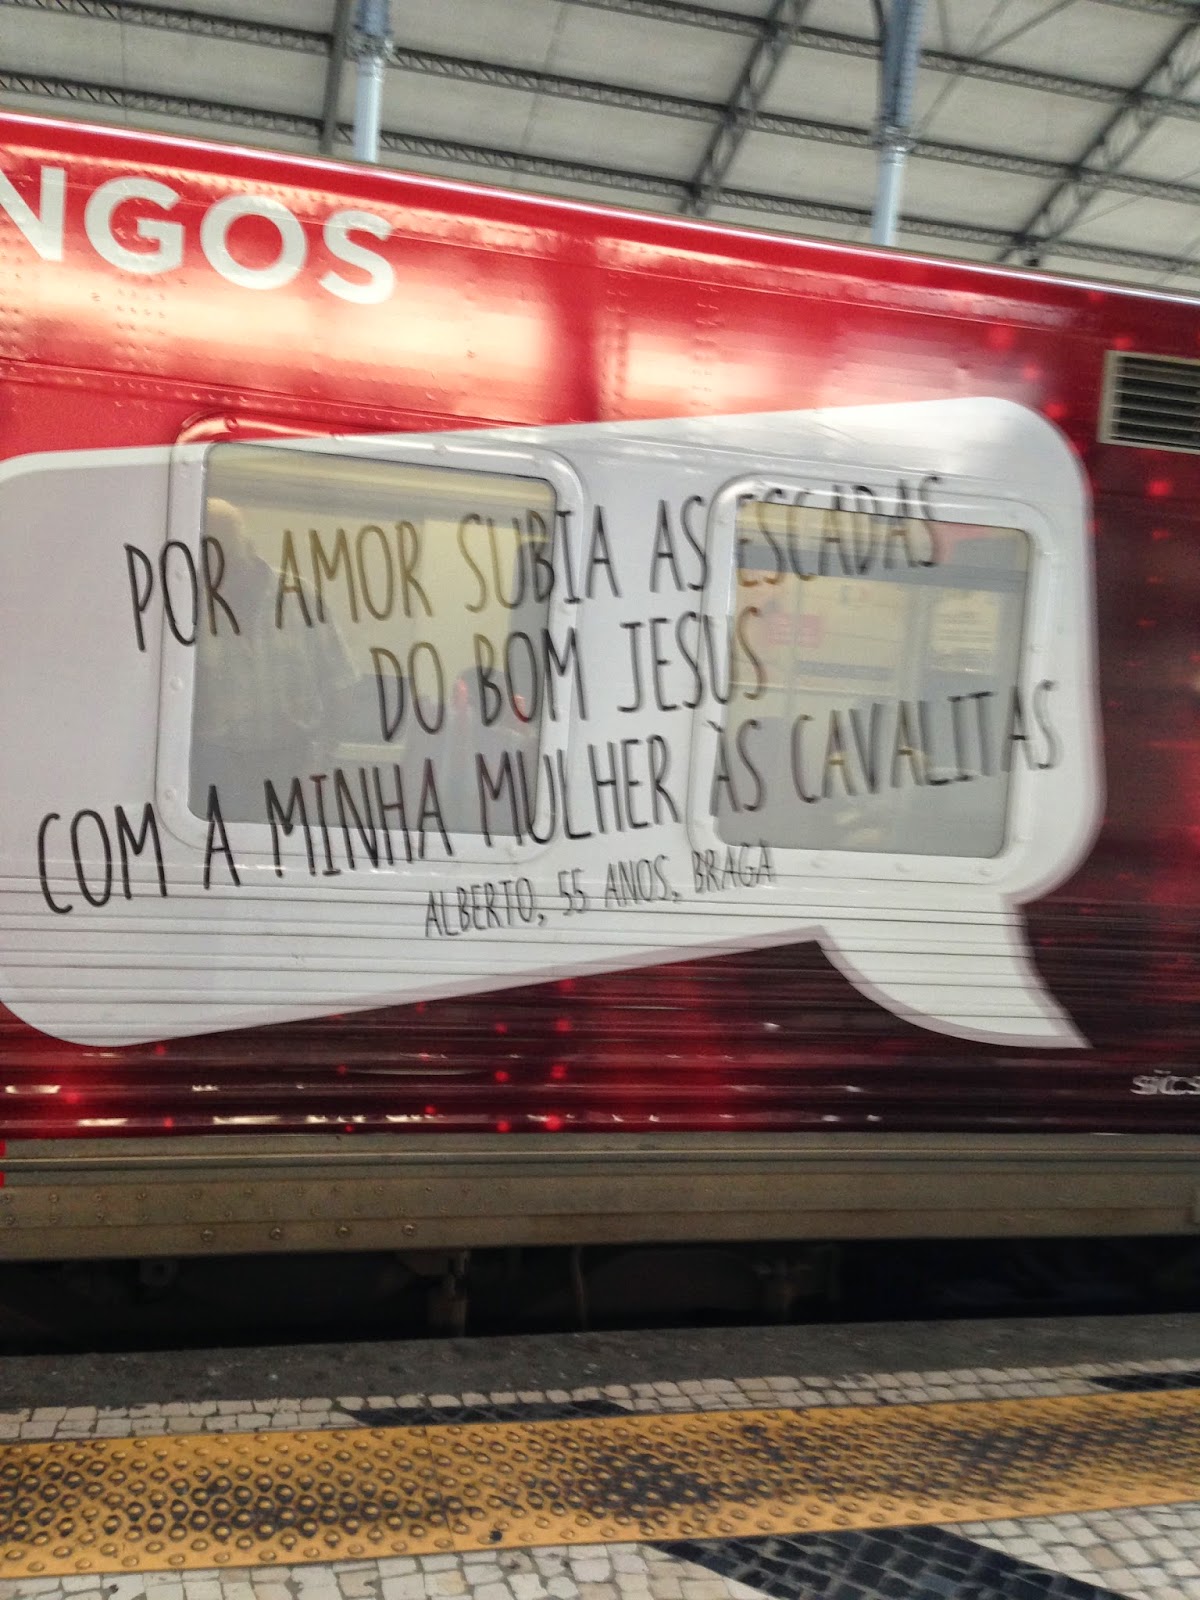 NGOS
POR AMOR SUBIA AS ESCADAS
DO BOM JESUS
COM A MINHA MULHER ÀS CAVALITAS
ALBERTO, 55 ANOS, BRAGA